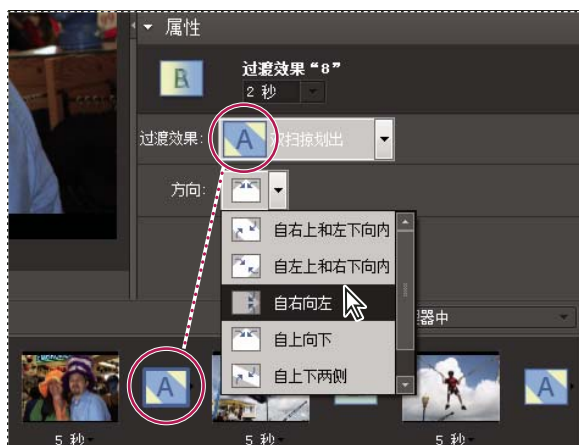 属性
B
过渡效果“8”
2 秒
过渡效果:
A
双扫掠划出
方向:
自右上和左下向内
自左上和右下向内
自右向左
器中
自上向下
自上下两侧
A
A
5 秒
5 秒